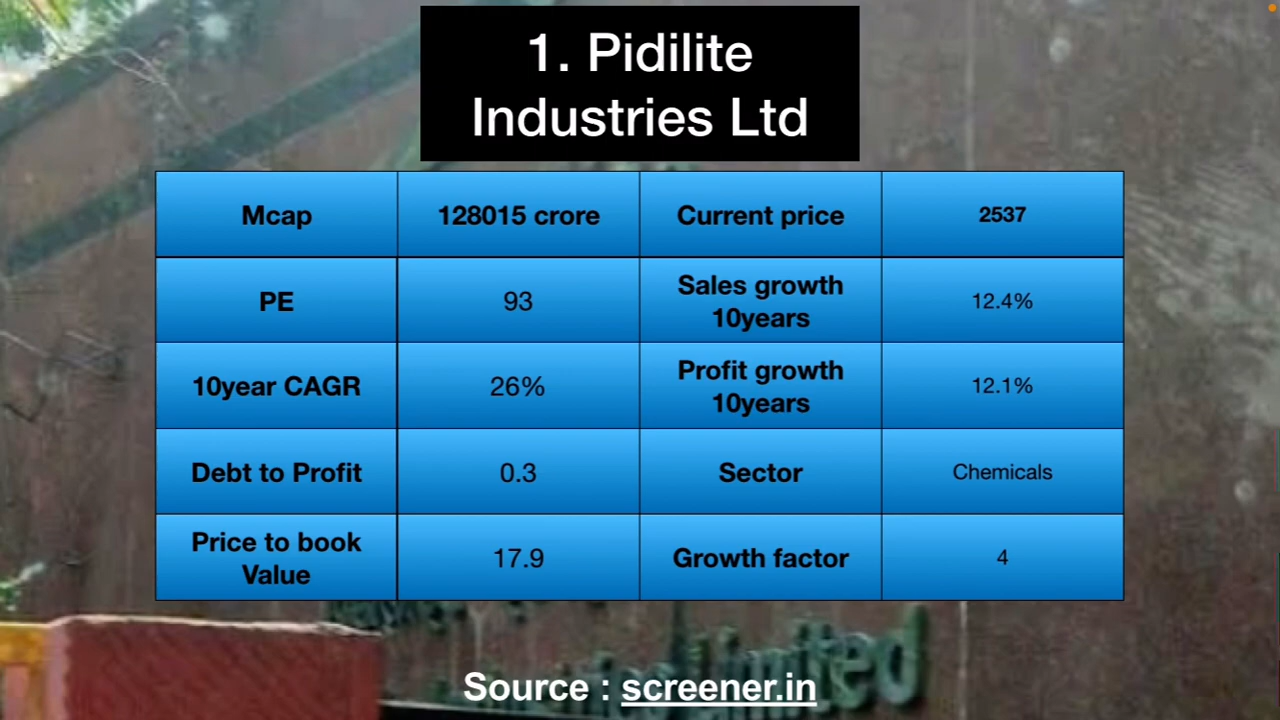 1. Pidilite
Industries Ltd
Mcap
128015 crore
Current price
2537
PE
93
Sales growth
10years
12.4%
10year CAGR
26%
Profit growth
10years
12.1%
Debt to Profit
0.3
Sector
Chemicals
Price to book
Value
17.9
Growth factor
4
Limited
Source : screener.in